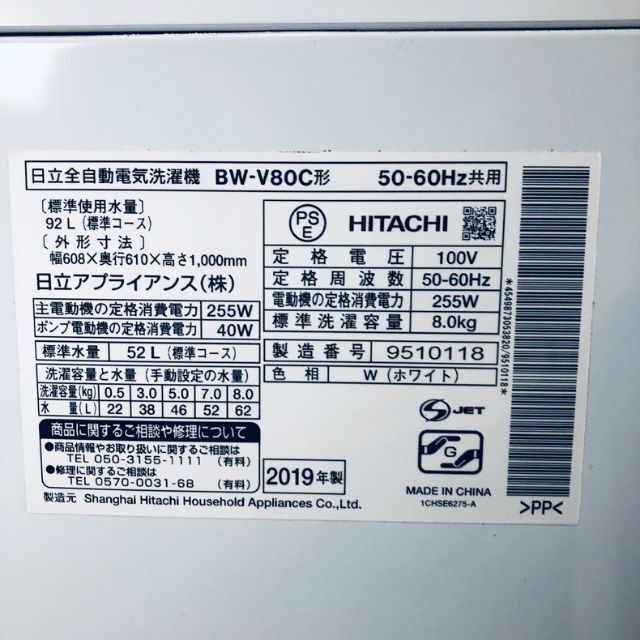 日立全自動電気洗濯機 BW-V80C形 50-60Hz共用
〔標準使用水量〕
92L(標準コース)
〔外形寸法〕
幅608×奥行610×高さ1,000mm
日立アプライアンス(株)
主電動機の定格消費電力 255W
ポンプ電動機の定格消費電力 40W
標準水量 52L(標準コース)
洗濯容量と水量(手動設定の水量)
洗濯容量(kg) 0.5 3.0 5.0 7.0 8.0
水量(L) 22 38 46 52 62
商品に関するご相談や修理について
●商品情報やお取り扱いに関するご相談
TEL 050-3155-1111 (有料)
●修理に関するご相談
TEL 0570-0031-68 (有料)
製造元 Shanghai Hitachi Household Appliances Co.,Ltd.
PS
E
HITACHI
定格電圧 100V
定格周波数 50-60Hz
電動機の定格消費電力 255W
標準洗濯容量 8.0kg
製造番号 9510118
色相 W(ホワイト)
S JET
G
2019年製
MADE IN CHINA
1CHSE6275-A
*4549873053820/9510118*
>PP<